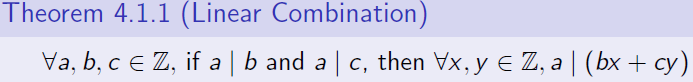 Theorem 4.1.1 (Linear Combination)
∀a, b, c ∈ ℤ, if a | b and a | c, then ∀x, y ∈ ℤ, a | (bx + cy)